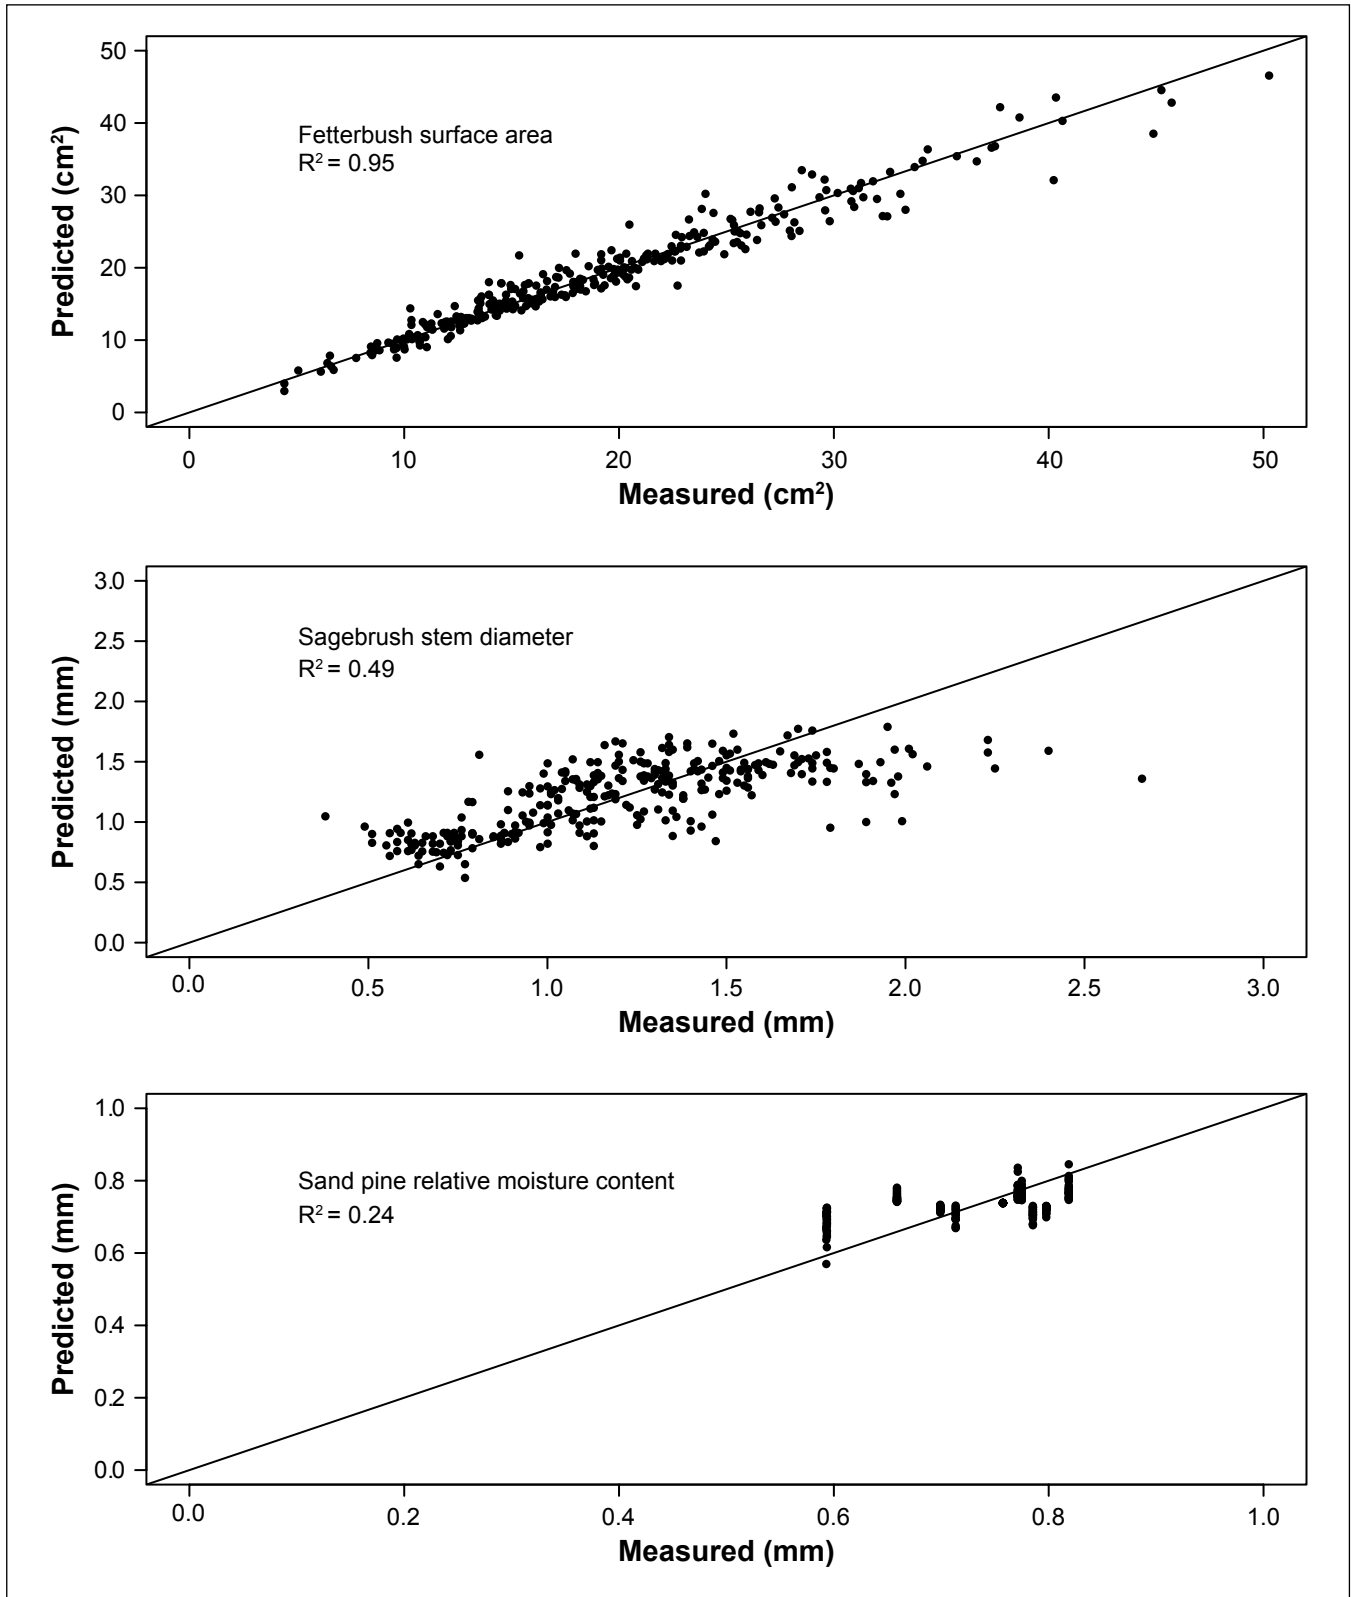 50
40
30
20
10
0
Predicted (cm²)
Fetterbush surface area
R² = 0.95
0 10 20 30 40 50
Measured (cm²)
3.0
2.5
2.0
1.5
1.0
0.5
0.0
Predicted (mm)
Sagebrush stem diameter
R² = 0.49
0.0 0.5 1.0 1.5 2.0 2.5 3.0
Measured (mm)
1.0
0.8
0.6
0.4
0.2
0.0
Predicted (mm)
Sand pine relative moisture content
R² = 0.24
0.0 0.2 0.4 0.6 0.8 1.0
Measured (mm)